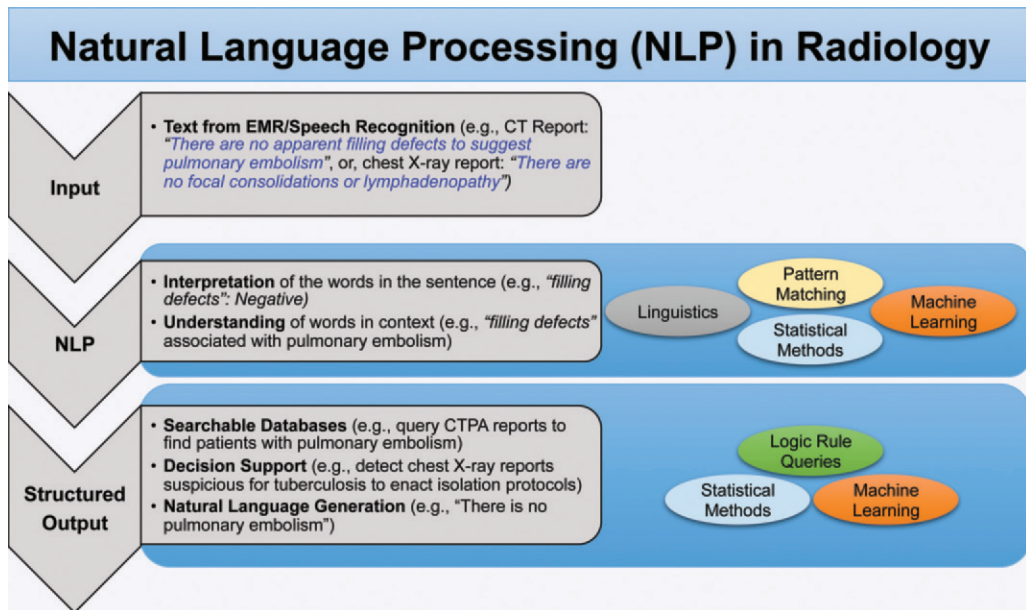 Natural Language Processing (NLP) in Radiology
Input
• Text from EMR/Speech Recognition (e.g., CT Report:
“There are no apparent filling defects to suggest
pulmonary embolism”, or, chest X-ray report: “There are
no focal consolidations or lymphadenopathy”)
NLP
• Interpretation of the words in the sentence (e.g., “filling
defects”: Negative)
• Understanding of words in context (e.g., “filling defects”
associated with pulmonary embolism)
Linguistics
Pattern
Matching
Statistical
Methods
Machine
Learning
Structured
Output
• Searchable Databases (e.g., query CTPA reports to
find patients with pulmonary embolism)
• Decision Support (e.g., detect chest X-ray reports
suspicious for tuberculosis to enact isolation protocols)
• Natural Language Generation (e.g., “There is no
pulmonary embolism”)
Logic Rule
Queries
Statistical
Methods
Machine
Learning